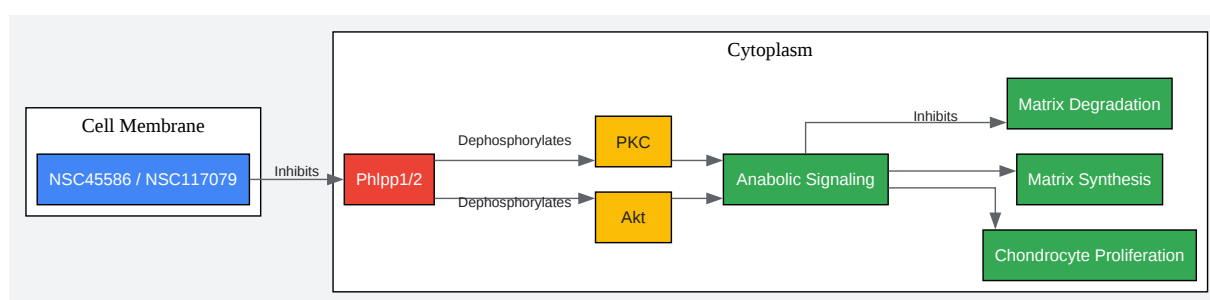 Cytoplasm
Cell Membrane
NSC45586 / NSC117079
Inhibits
Phlpp1/2
Dephosphorylates
Dephosphorylates
PKC
Akt
Anabolic Signaling
Inhibits
Matrix Degradation
Matrix Synthesis
Chondrocyte Proliferation